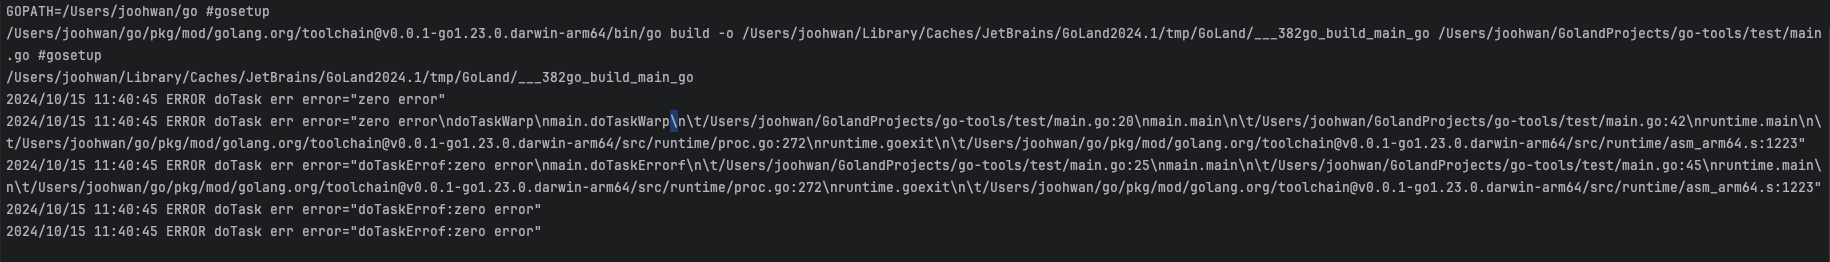 GOPATH=/Users/joohwan/go #gosetup
/Users/joohwan/go/pkg/mod/golang.org/toolchain@v0.0.1-go1.23.0.darwin-arm64/bin/go build -o /Users/joohwan/Library/Caches/JetBrains/GoLand2024.1/tmp/GoLand/___382go_build_main_go /Users/joohwan/GolandProjects/go-tools/test/main
.go #gosetup
/Users/joohwan/Library/Caches/JetBrains/GoLand2024.1/tmp/GoLand/___382go_build_main_go
2024/10/15 11:40:45 ERROR doTask err error="zero error"
2024/10/15 11:40:45 ERROR doTask err error="zero error\ndoTaskWarp\nmain.doTaskWarp\n\t/Users/joohwan/GolandProjects/go-tools/test/main.go:20\nmain.main\n\t/Users/joohwan/GolandProjects/go-tools/test/main.go:42\nruntime.main\n\
t/Users/joohwan/go/pkg/mod/golang.org/toolchain@v0.0.1-go1.23.0.darwin-arm64/src/runtime/proc.go:272\nruntime.goexit\n\t/Users/joohwan/go/pkg/mod/golang.org/toolchain@v0.0.1-go1.23.0.darwin-arm64/src/runtime/asm_arm64.s:1223"
2024/10/15 11:40:45 ERROR doTask err error="doTaskErrof:zero error\nmain.doTaskErrorf\n\t/Users/joohwan/GolandProjects/go-tools/test/main.go:25\nmain.main\n\t/Users/joohwan/GolandProjects/go-tools/test/main.go:45\nruntime.main\
n\t/Users/joohwan/go/pkg/mod/golang.org/toolchain@v0.0.1-go1.23.0.darwin-arm64/src/runtime/proc.go:272\nruntime.goexit\n\t/Users/joohwan/go/pkg/mod/golang.org/toolchain@v0.0.1-go1.23.0.darwin-arm64/src/runtime/asm_arm64.s:1223"
2024/10/15 11:40:45 ERROR doTask err error="doTaskErrof:zero error"
2024/10/15 11:40:45 ERROR doTask err error="doTaskErrof:zero error"